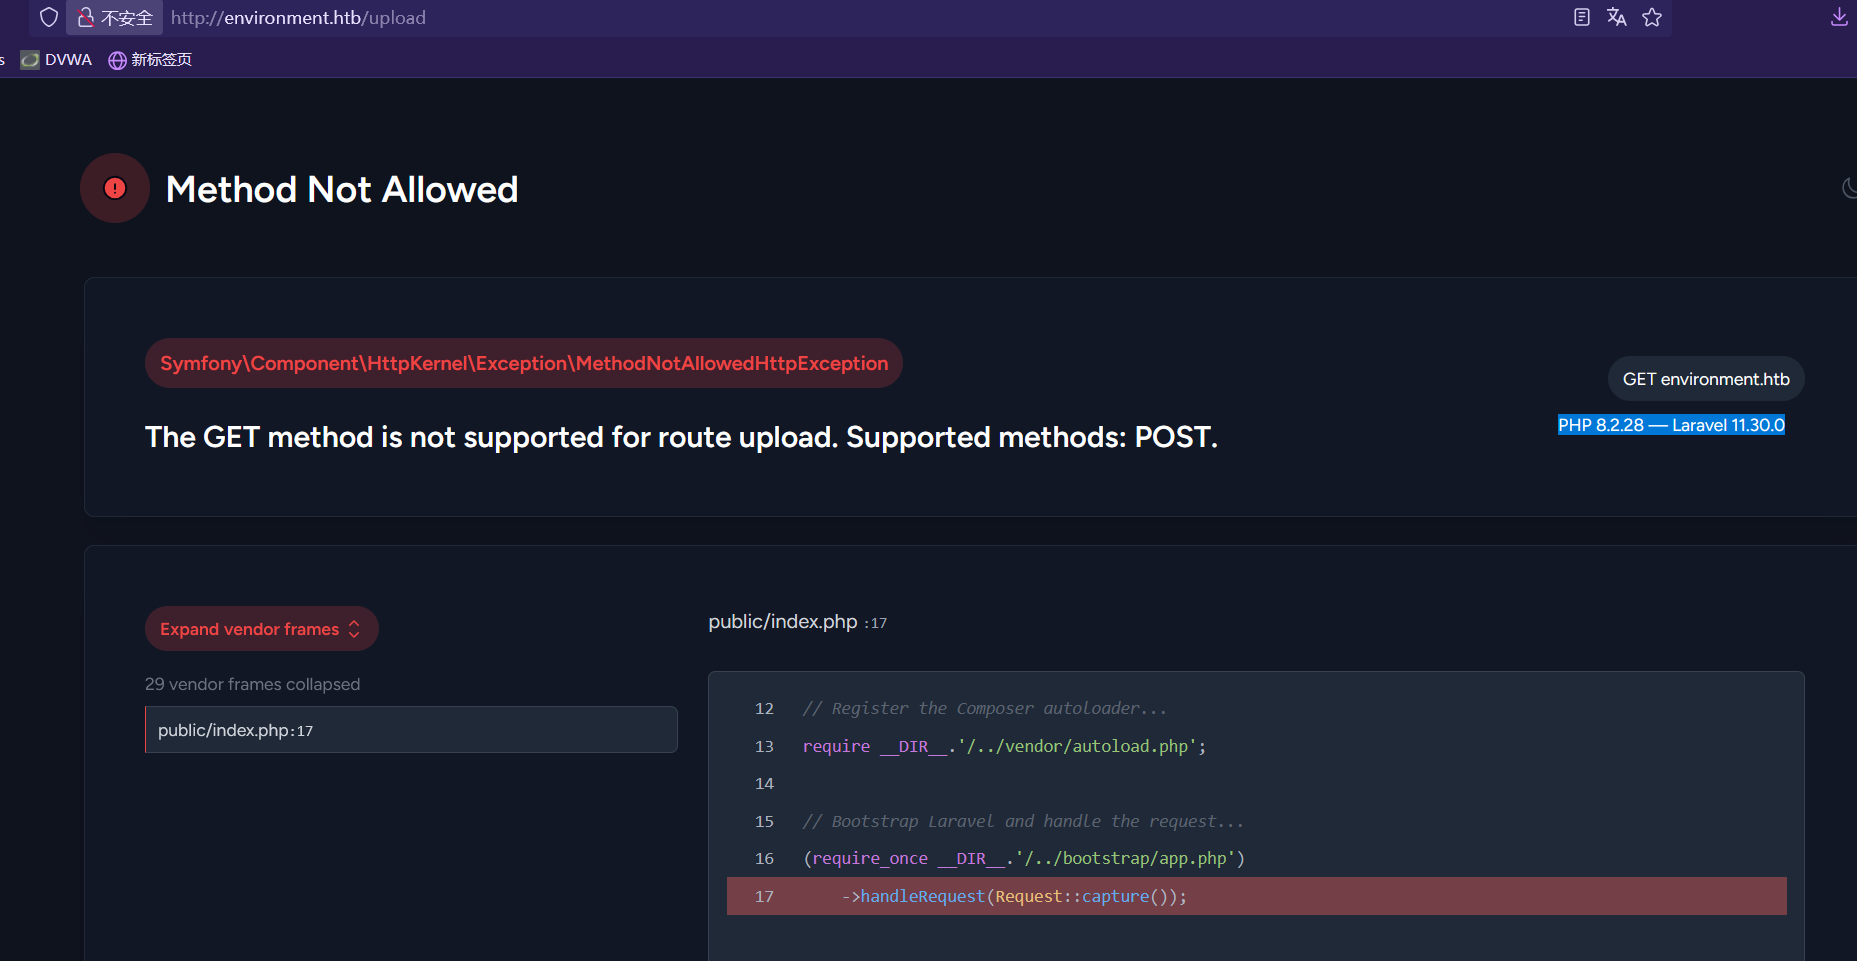 不安全 http://environment.htb/upload
s DVWA 新标签页
Method Not Allowed
Symfony\Component\HttpKernel\Exception\MethodNotAllowedHttpException
GET environment.htb
The GET method is not supported for route upload. Supported methods: POST.
PHP 8.2.28 — Laravel 11.30.0
Expand vendor frames
29 vendor frames collapsed
public/index.php:17
public/index.php :17
12 // Register the Composer autoloader...
13 require __DIR__.'/../vendor/autoload.php';
14
15 // Bootstrap Laravel and handle the request...
16 (require_once __DIR__.'/../bootstrap/app.php')
17 ->handleRequest(Request::capture());